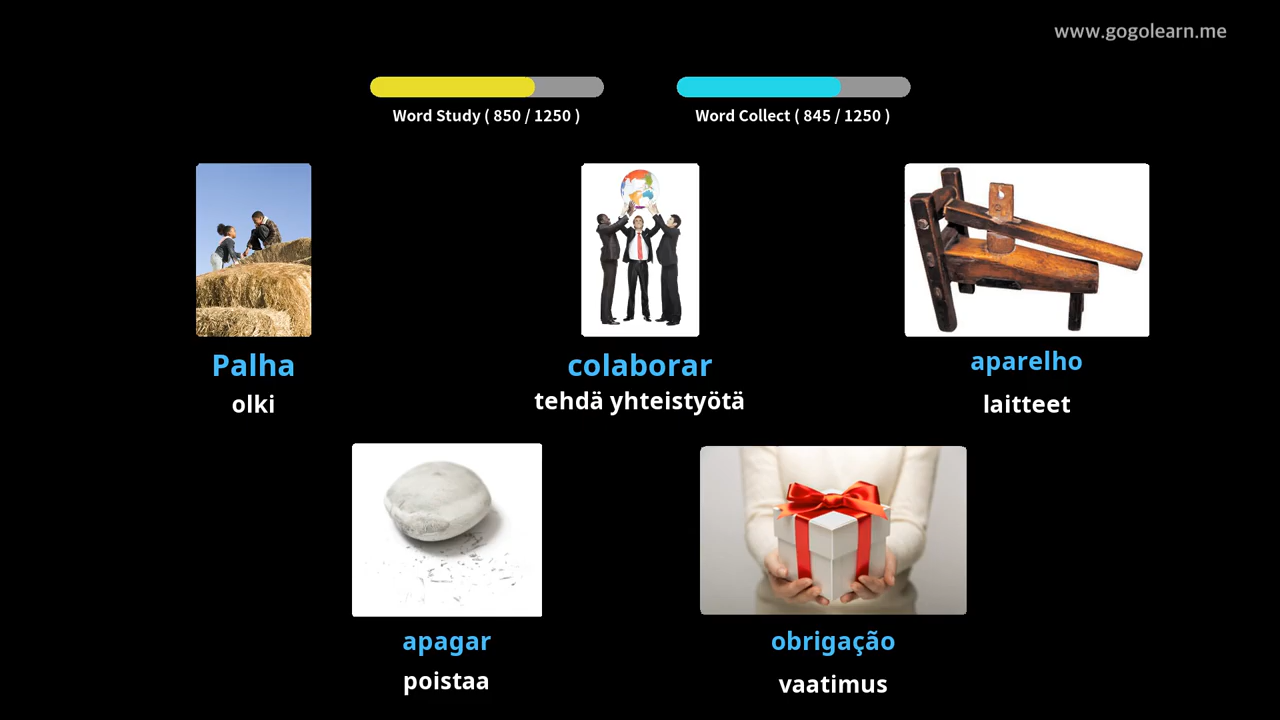 www.gogolearn.me
Word Study ( 850 / 1250 )
Word Collect ( 845 / 1250 )
Palha
olki
colaborar
tehdä yhteistyötä
aparelho
laitteet
apagar
poistaa
obrigação
vaatimus